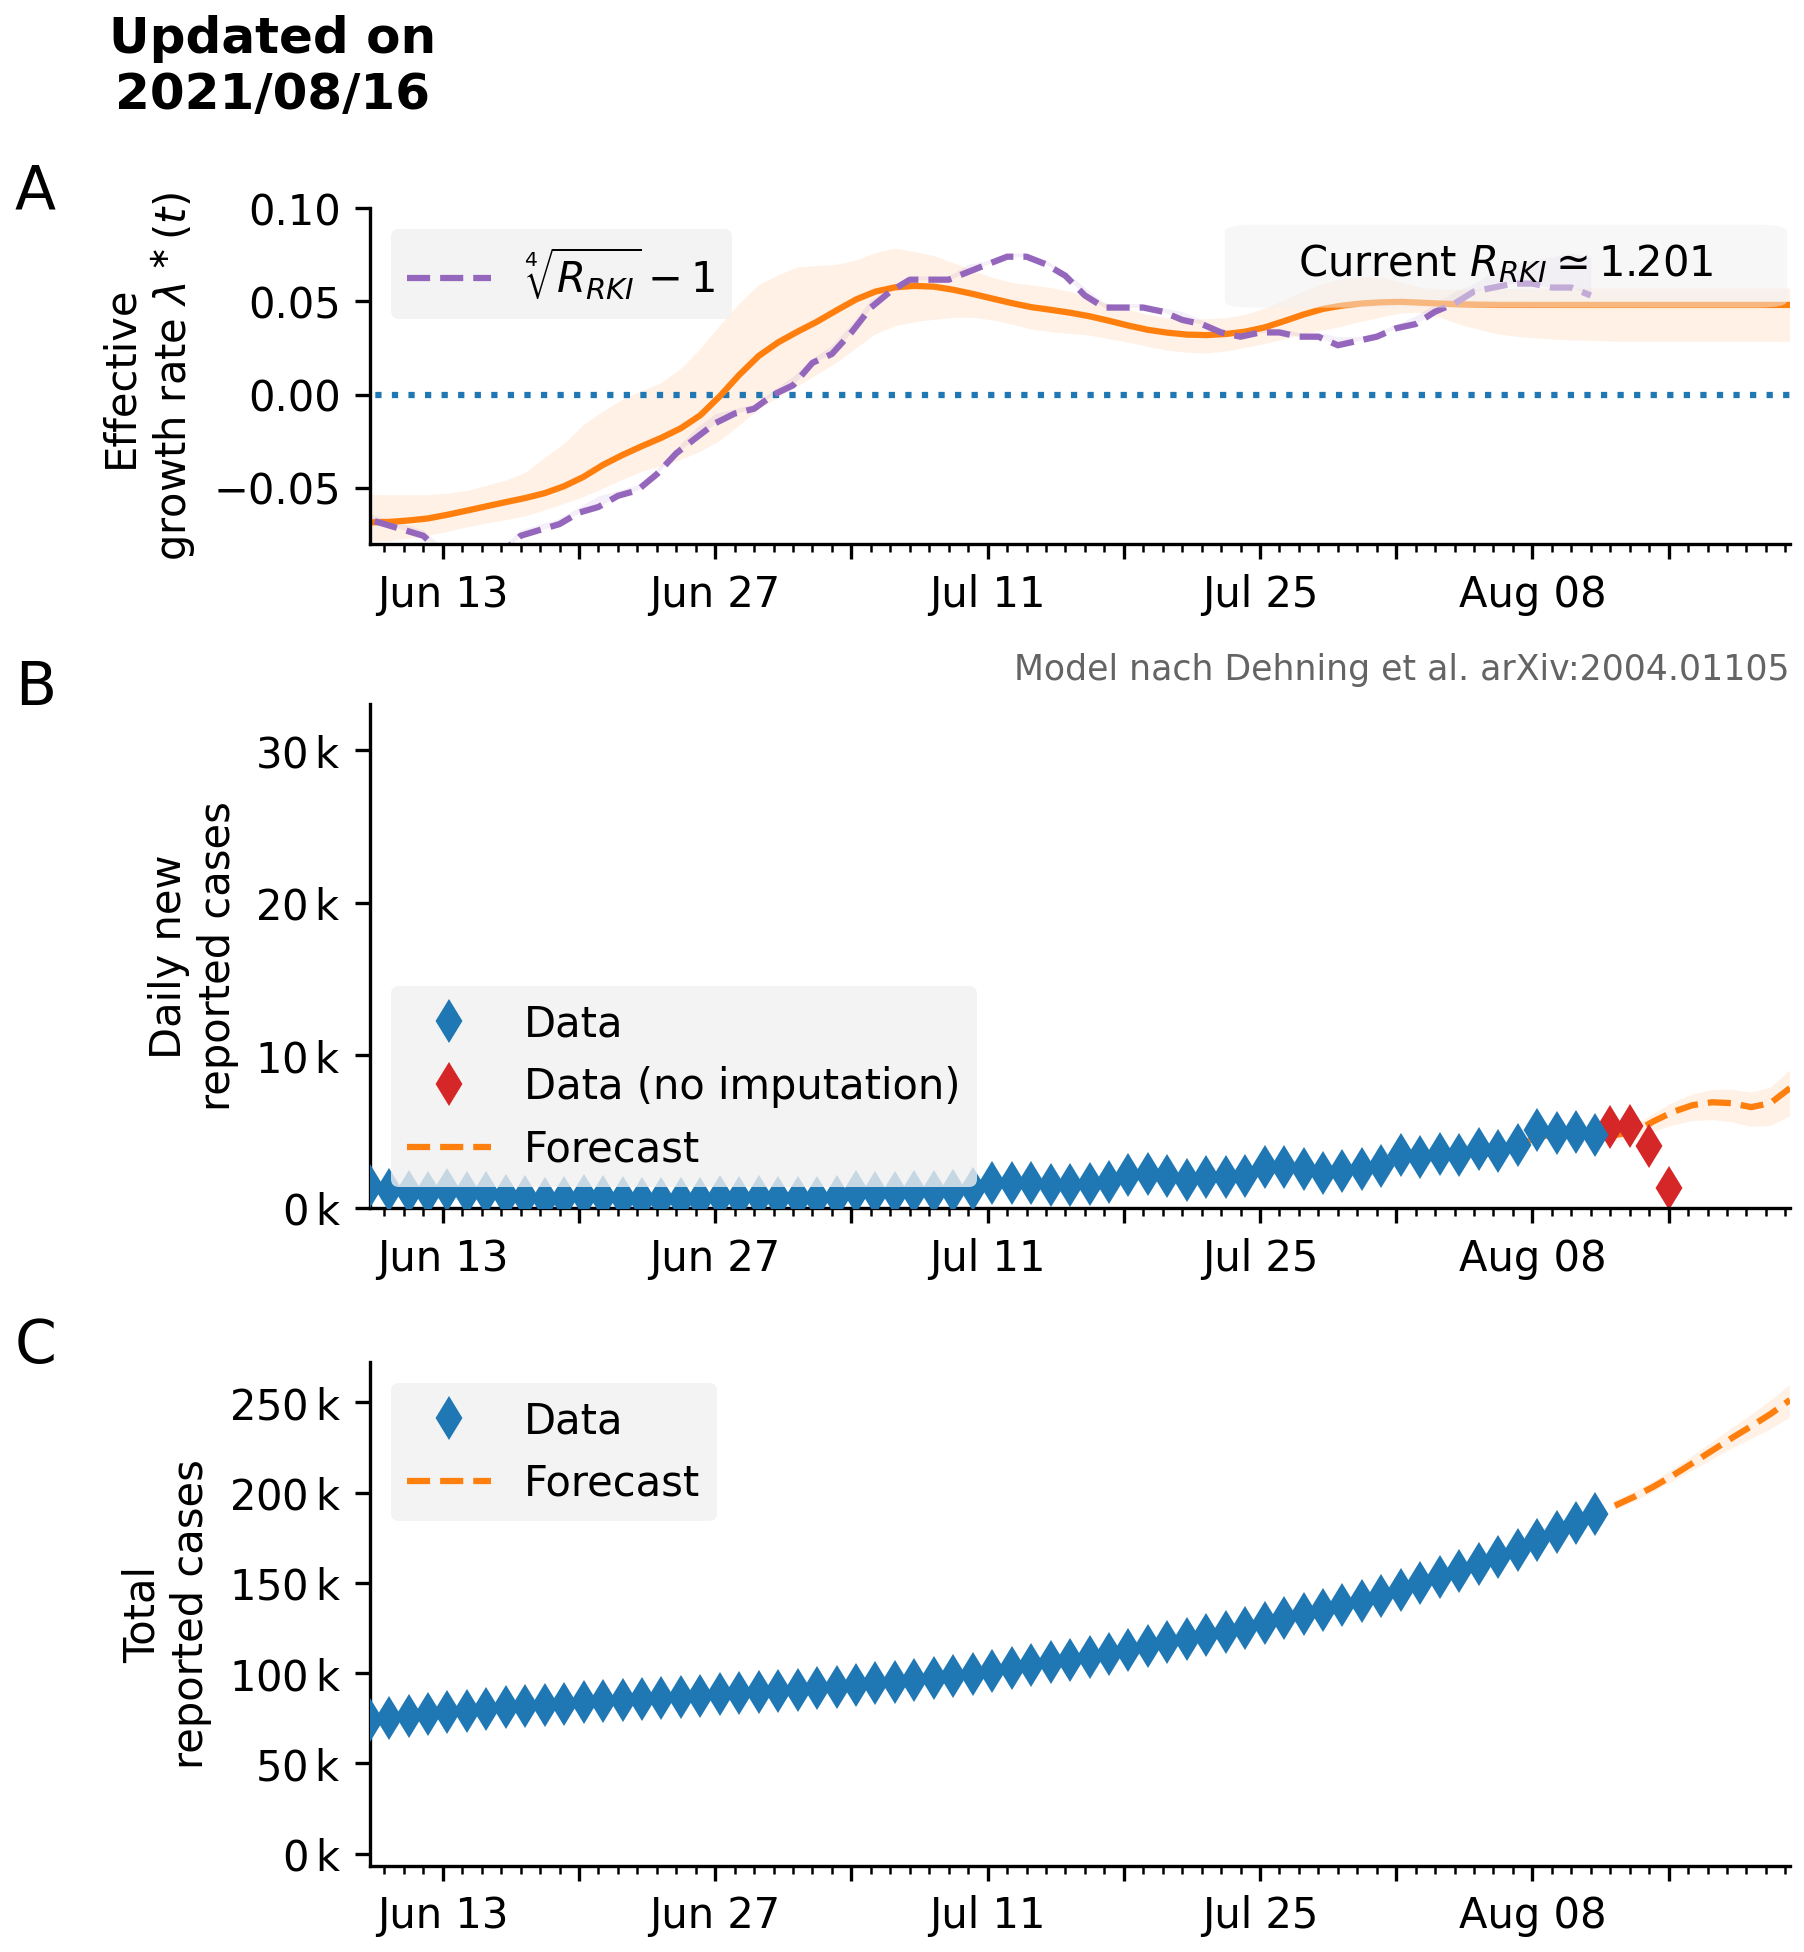 Updated on
2021/08/16
A
Effective
growth rate λ * (t)
0.10
0.05
0.00
−0.05
∜R_RKI − 1
Current R_RKI ≃ 1.201
Jun 13 Jun 27 Jul 11 Jul 25 Aug 08
Model nach Dehning et al. arXiv:2004.01105
B
Daily new
reported cases
30 k
20 k
10 k
0 k
Data
Data (no imputation)
Forecast
Jun 13 Jun 27 Jul 11 Jul 25 Aug 08
C
Total
reported cases
250 k
200 k
150 k
100 k
50 k
0 k
Data
Forecast
Jun 13 Jun 27 Jul 11 Jul 25 Aug 08